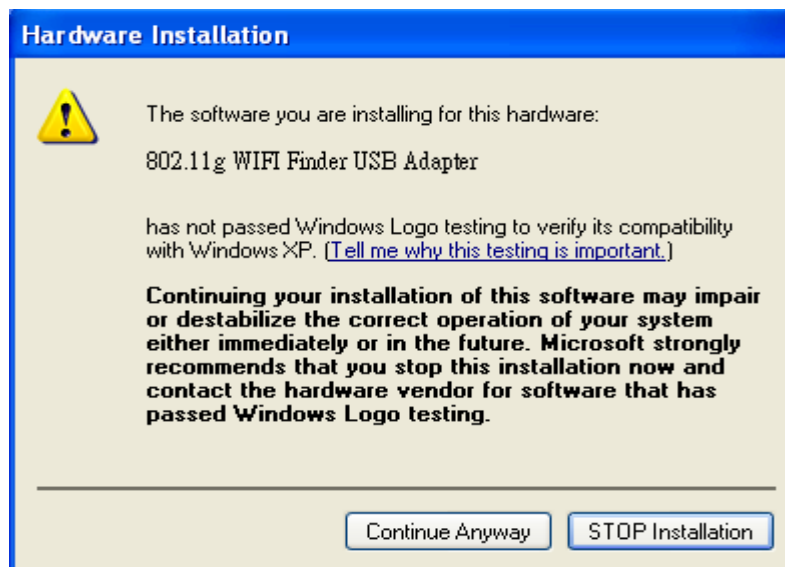 Hardware Installation
The software you are installing for this hardware:
802.11g WIFI Finder USB Adapter
has not passed Windows Logo testing to verify its compatibility
with Windows XP. (Tell me why this testing is important.)
Continuing your installation of this software may impair
or destabilize the correct operation of your system
either immediately or in the future. Microsoft strongly
recommends that you stop this installation now and
contact the hardware vendor for software that has
passed Windows Logo testing.
Continue Anyway
STOP Installation